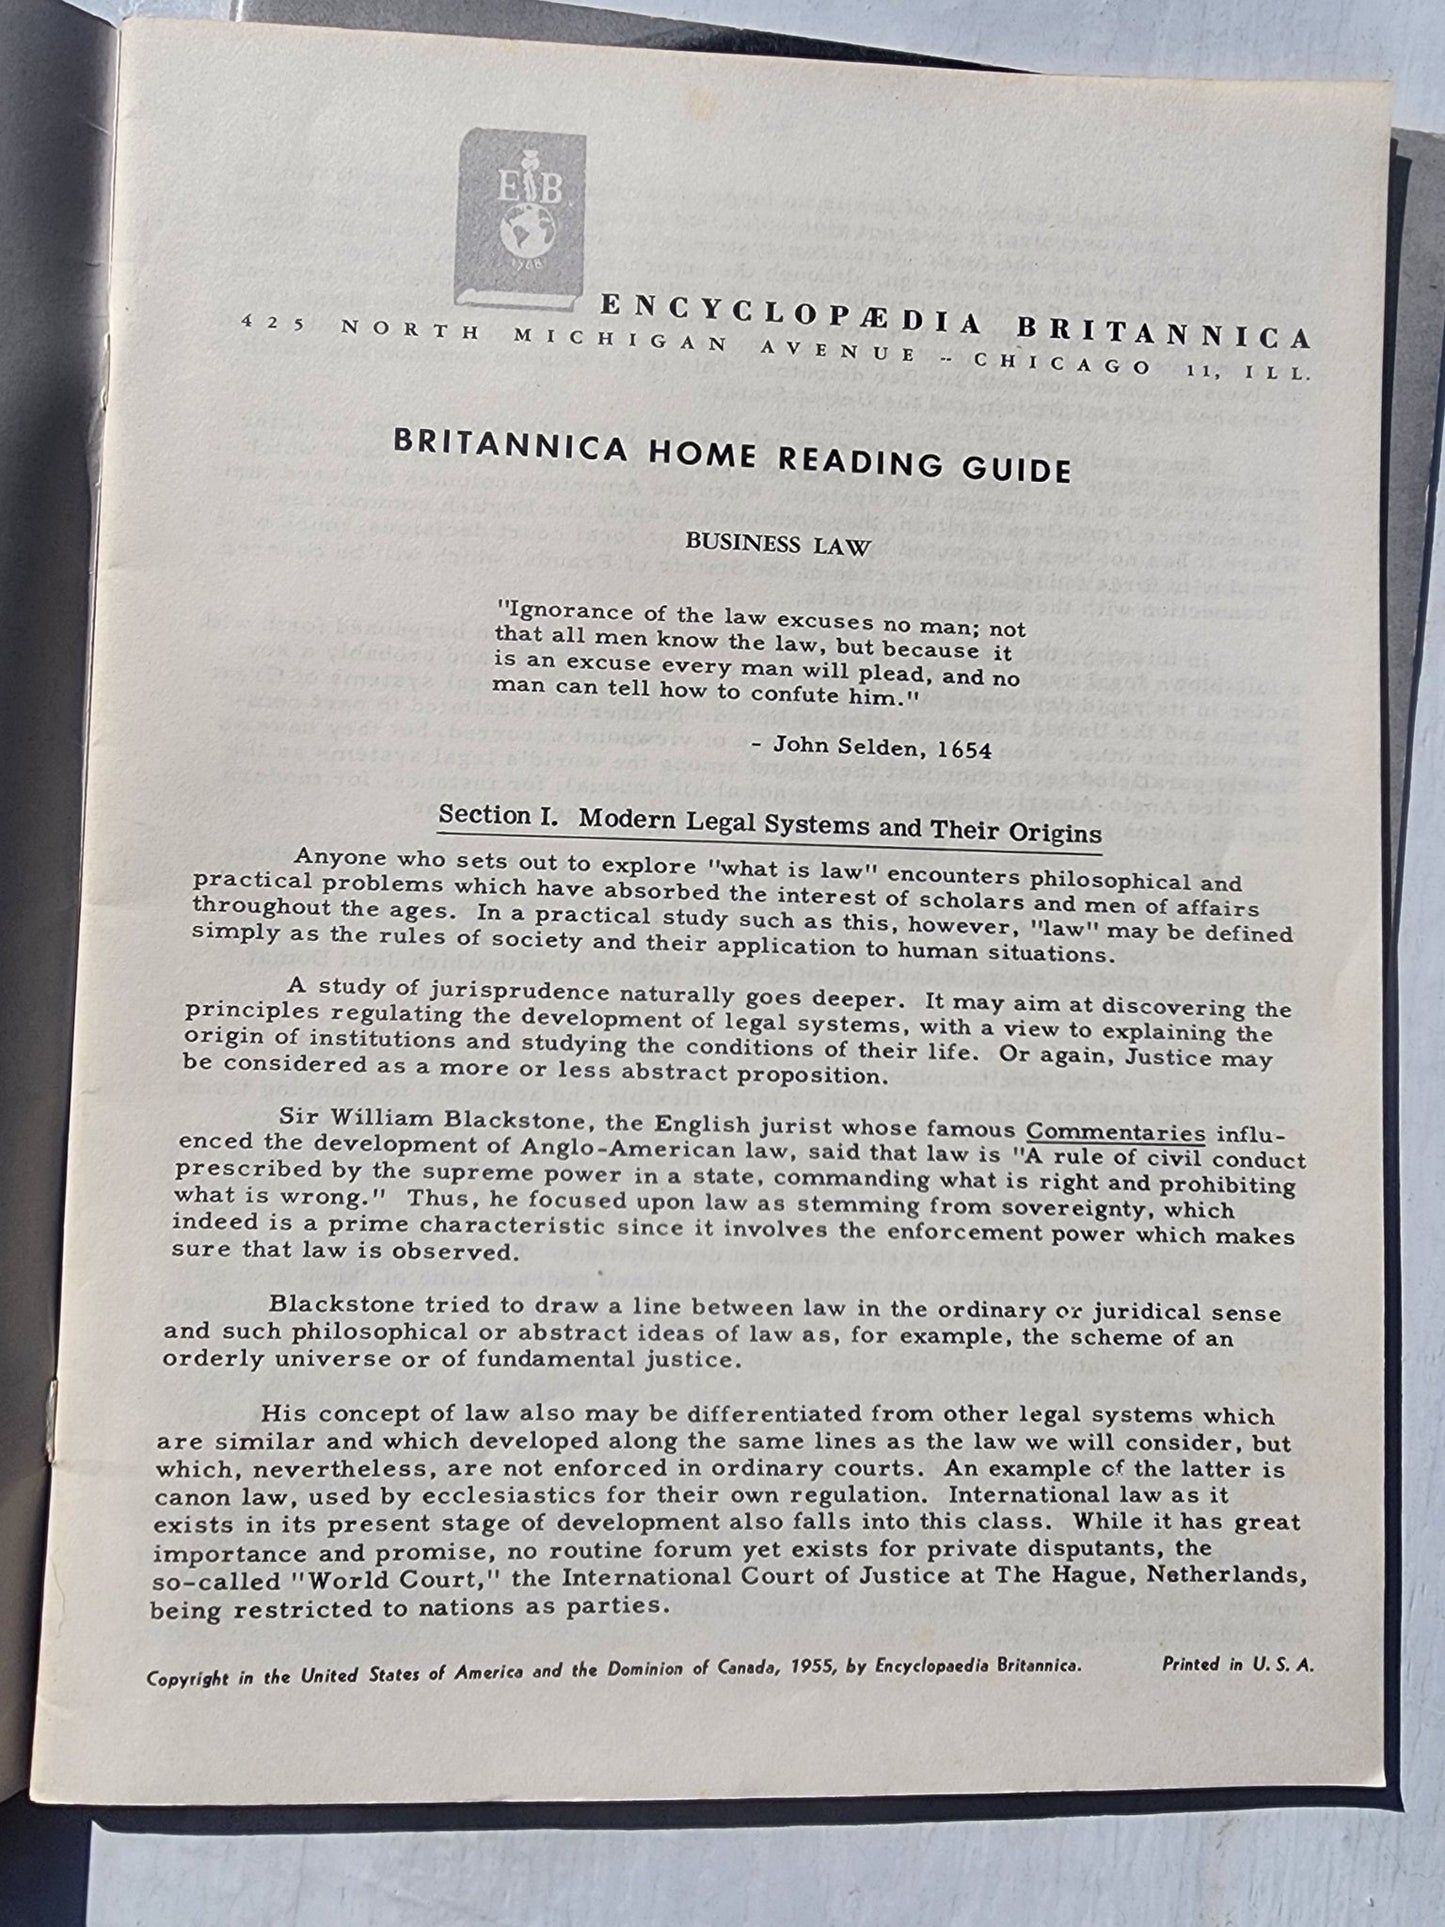 E B
1768
ENCYCLOPÆDIA BRITANNICA
425 NORTH MICHIGAN AVENUE -- CHICAGO 11, ILL.
BRITANNICA HOME READING GUIDE
BUSINESS LAW
"Ignorance of the law excuses no man; not
that all men know the law, but because it
is an excuse every man will plead, and no
man can tell how to confute him."
- John Selden, 1654
Section I. Modern Legal Systems and Their Origins
Anyone who sets out to explore "what is law" encounters philosophical and
practical problems which have absorbed the interest of scholars and men of affairs
throughout the ages. In a practical study such as this, however, "law" may be defined
simply as the rules of society and their application to human situations.
A study of jurisprudence naturally goes deeper. It may aim at discovering the
principles regulating the development of legal systems, with a view to explaining the
origin of institutions and studying the conditions of their life. Or again, Justice may
be considered as a more or less abstract proposition.
Sir William Blackstone, the English jurist whose famous Commentaries influ-
enced the development of Anglo-American law, said that law is "A rule of civil conduct
prescribed by the supreme power in a state, commanding what is right and prohibiting
what is wrong." Thus, he focused upon law as stemming from sovereignty, which
indeed is a prime characteristic since it involves the enforcement power which makes
sure that law is observed.
Blackstone tried to draw a line between law in the ordinary or juridical sense
and such philosophical or abstract ideas of law as, for example, the scheme of an
orderly universe or of fundamental justice.
His concept of law also may be differentiated from other legal systems which
are similar and which developed along the same lines as the law we will consider, but
which, nevertheless, are not enforced in ordinary courts. An example of the latter is
canon law, used by ecclesiastics for their own regulation. International law as it
exists in its present stage of development also falls into this class. While it has great
importance and promise, no routine forum yet exists for private disputants, the
so-called "World Court," the International Court of Justice at The Hague, Netherlands,
being restricted to nations as parties.
Copyright in the United States of America and the Dominion of Canada, 1955, by Encyclopaedia Britannica. Printed in U. S. A.